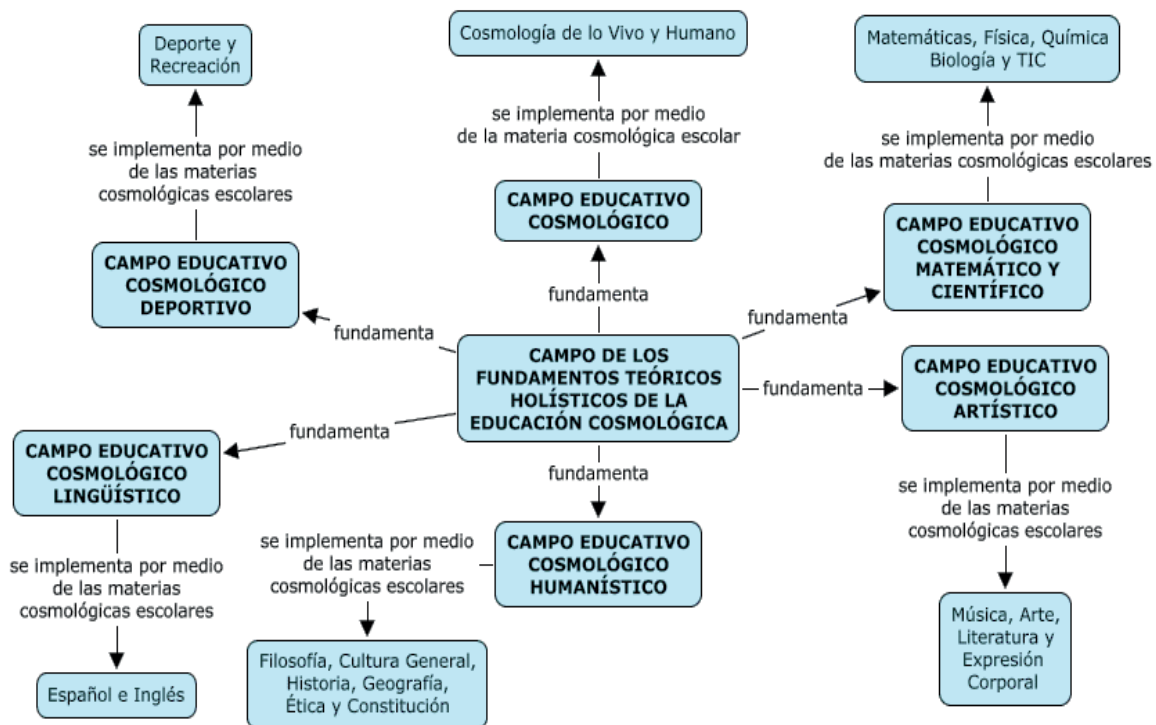 Deporte y
Recreación
se implementa por medio
de las materias
cosmológicas escolares
CAMPO EDUCATIVO
COSMOLÓGICO
DEPORTIVO
fundamenta
Cosmología de lo Vivo y Humano
se implementa por medio
de la materia cosmológica escolar
CAMPO EDUCATIVO
COSMOLÓGICO
fundamenta
Matemáticas, Física, Química
Biología y TIC
se implementa por medio
de las materias cosmológicas escolares
CAMPO EDUCATIVO
COSMOLÓGICO
MATEMÁTICO Y
CIENTÍFICO
fundamenta
CAMPO DE LOS
FUNDAMENTOS TEÓRICOS
HOLÍSTICOS DE LA
EDUCACIÓN COSMOLÓGICA
fundamenta
CAMPO EDUCATIVO
COSMOLÓGICO
ARTÍSTICO
se implementa por medio
de las materias
cosmológicas escolares
Música, Arte,
Literatura y
Expresión
Corporal
fundamenta
CAMPO EDUCATIVO
COSMOLÓGICO
LINGÜÍSTICO
se implementa por medio
de las materias
cosmológicas escolares
Español e Inglés
fundamenta
CAMPO EDUCATIVO
COSMOLÓGICO
HUMANÍSTICO
se implementa por medio
de las materias
cosmológicas escolares
Filosofía, Cultura General,
Historia, Geografía,
Ética y Constitución